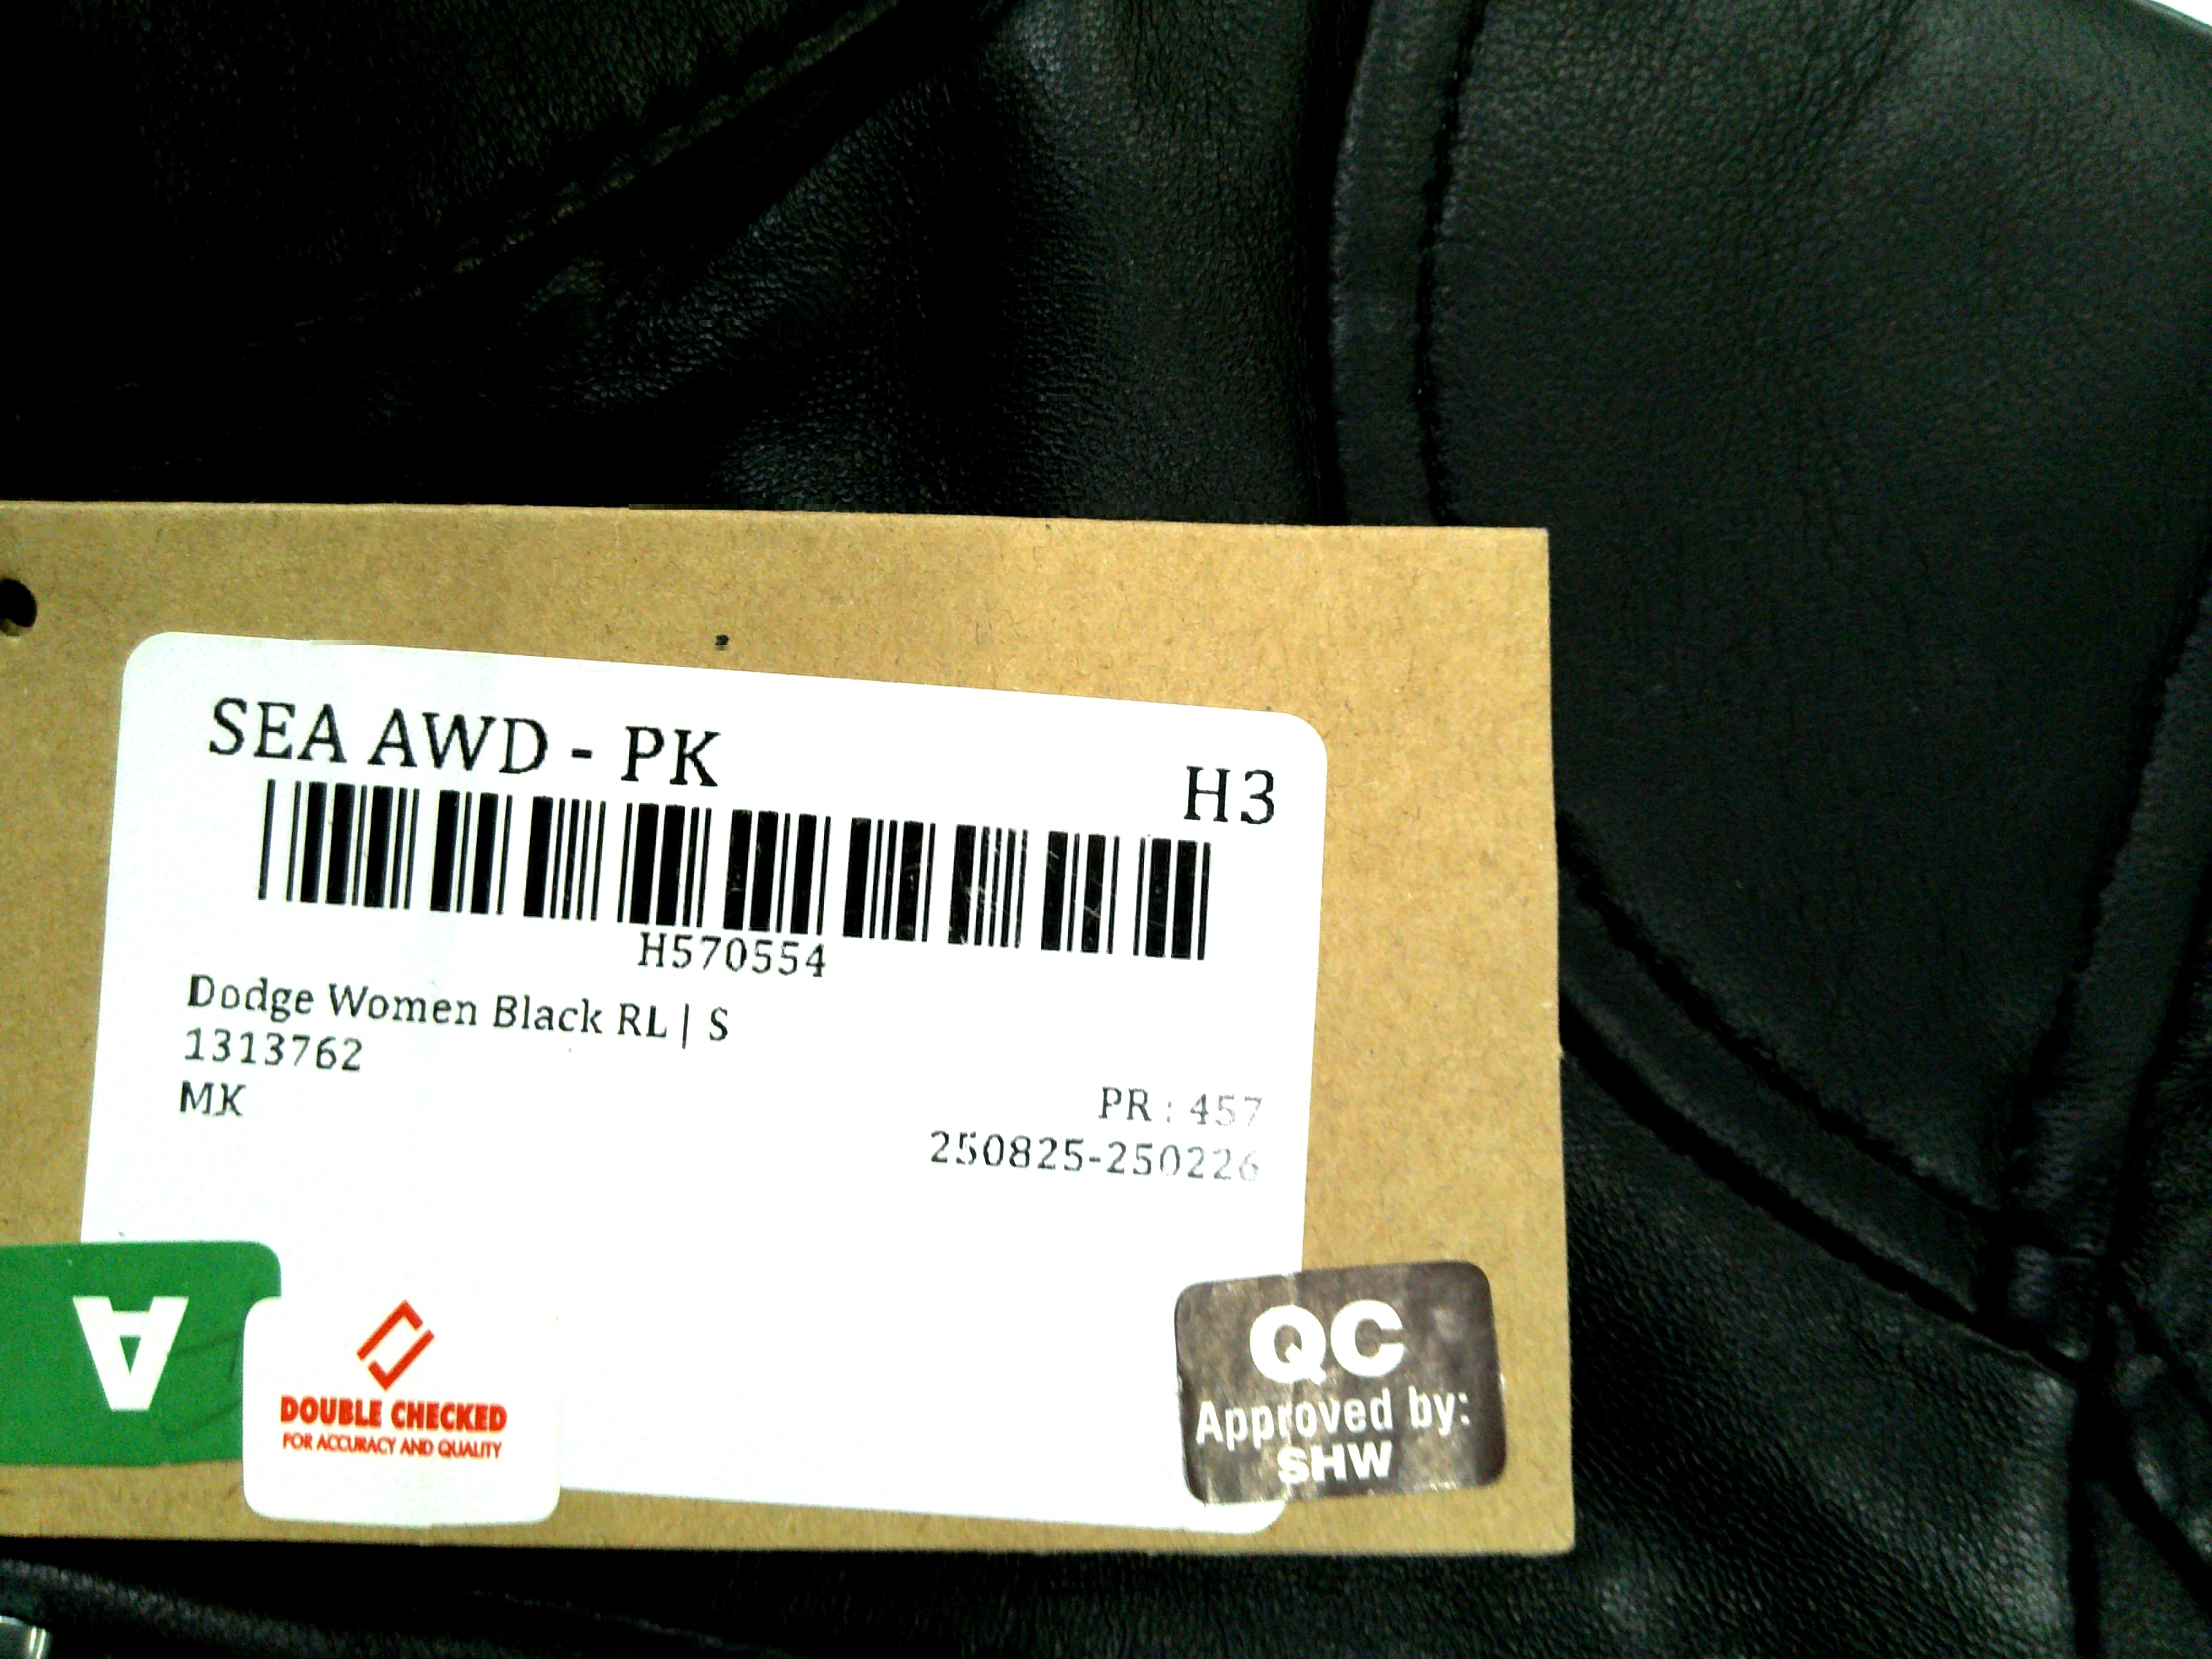 SEA AWD - PK
H3
H570554
Dodge Women Black RL | S
1313762
MK
PR : 457
250825-250226
A
DOUBLE CHECKED
FOR ACCURACY AND QUALITY
QC
Approved by:
SHW